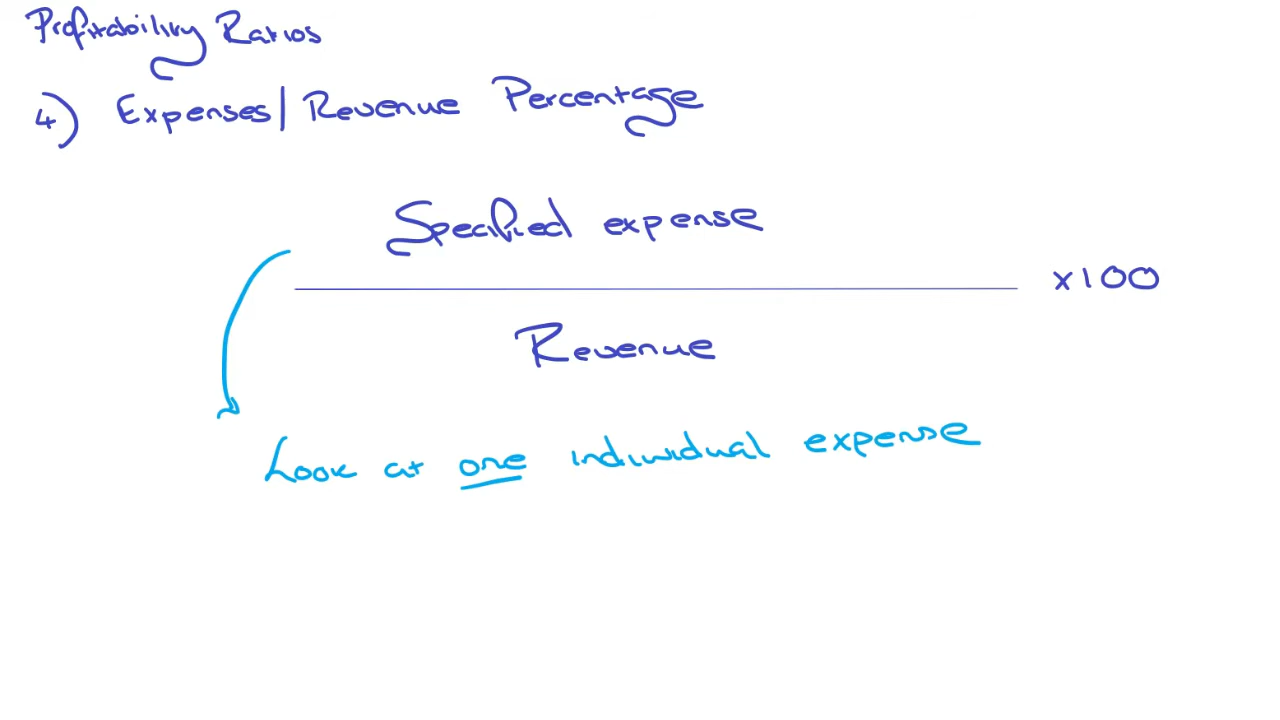 Profitability Ratios
4) Expenses/Revenue Percentage
Specified expense
x100
Revenue
Look at one individual expense